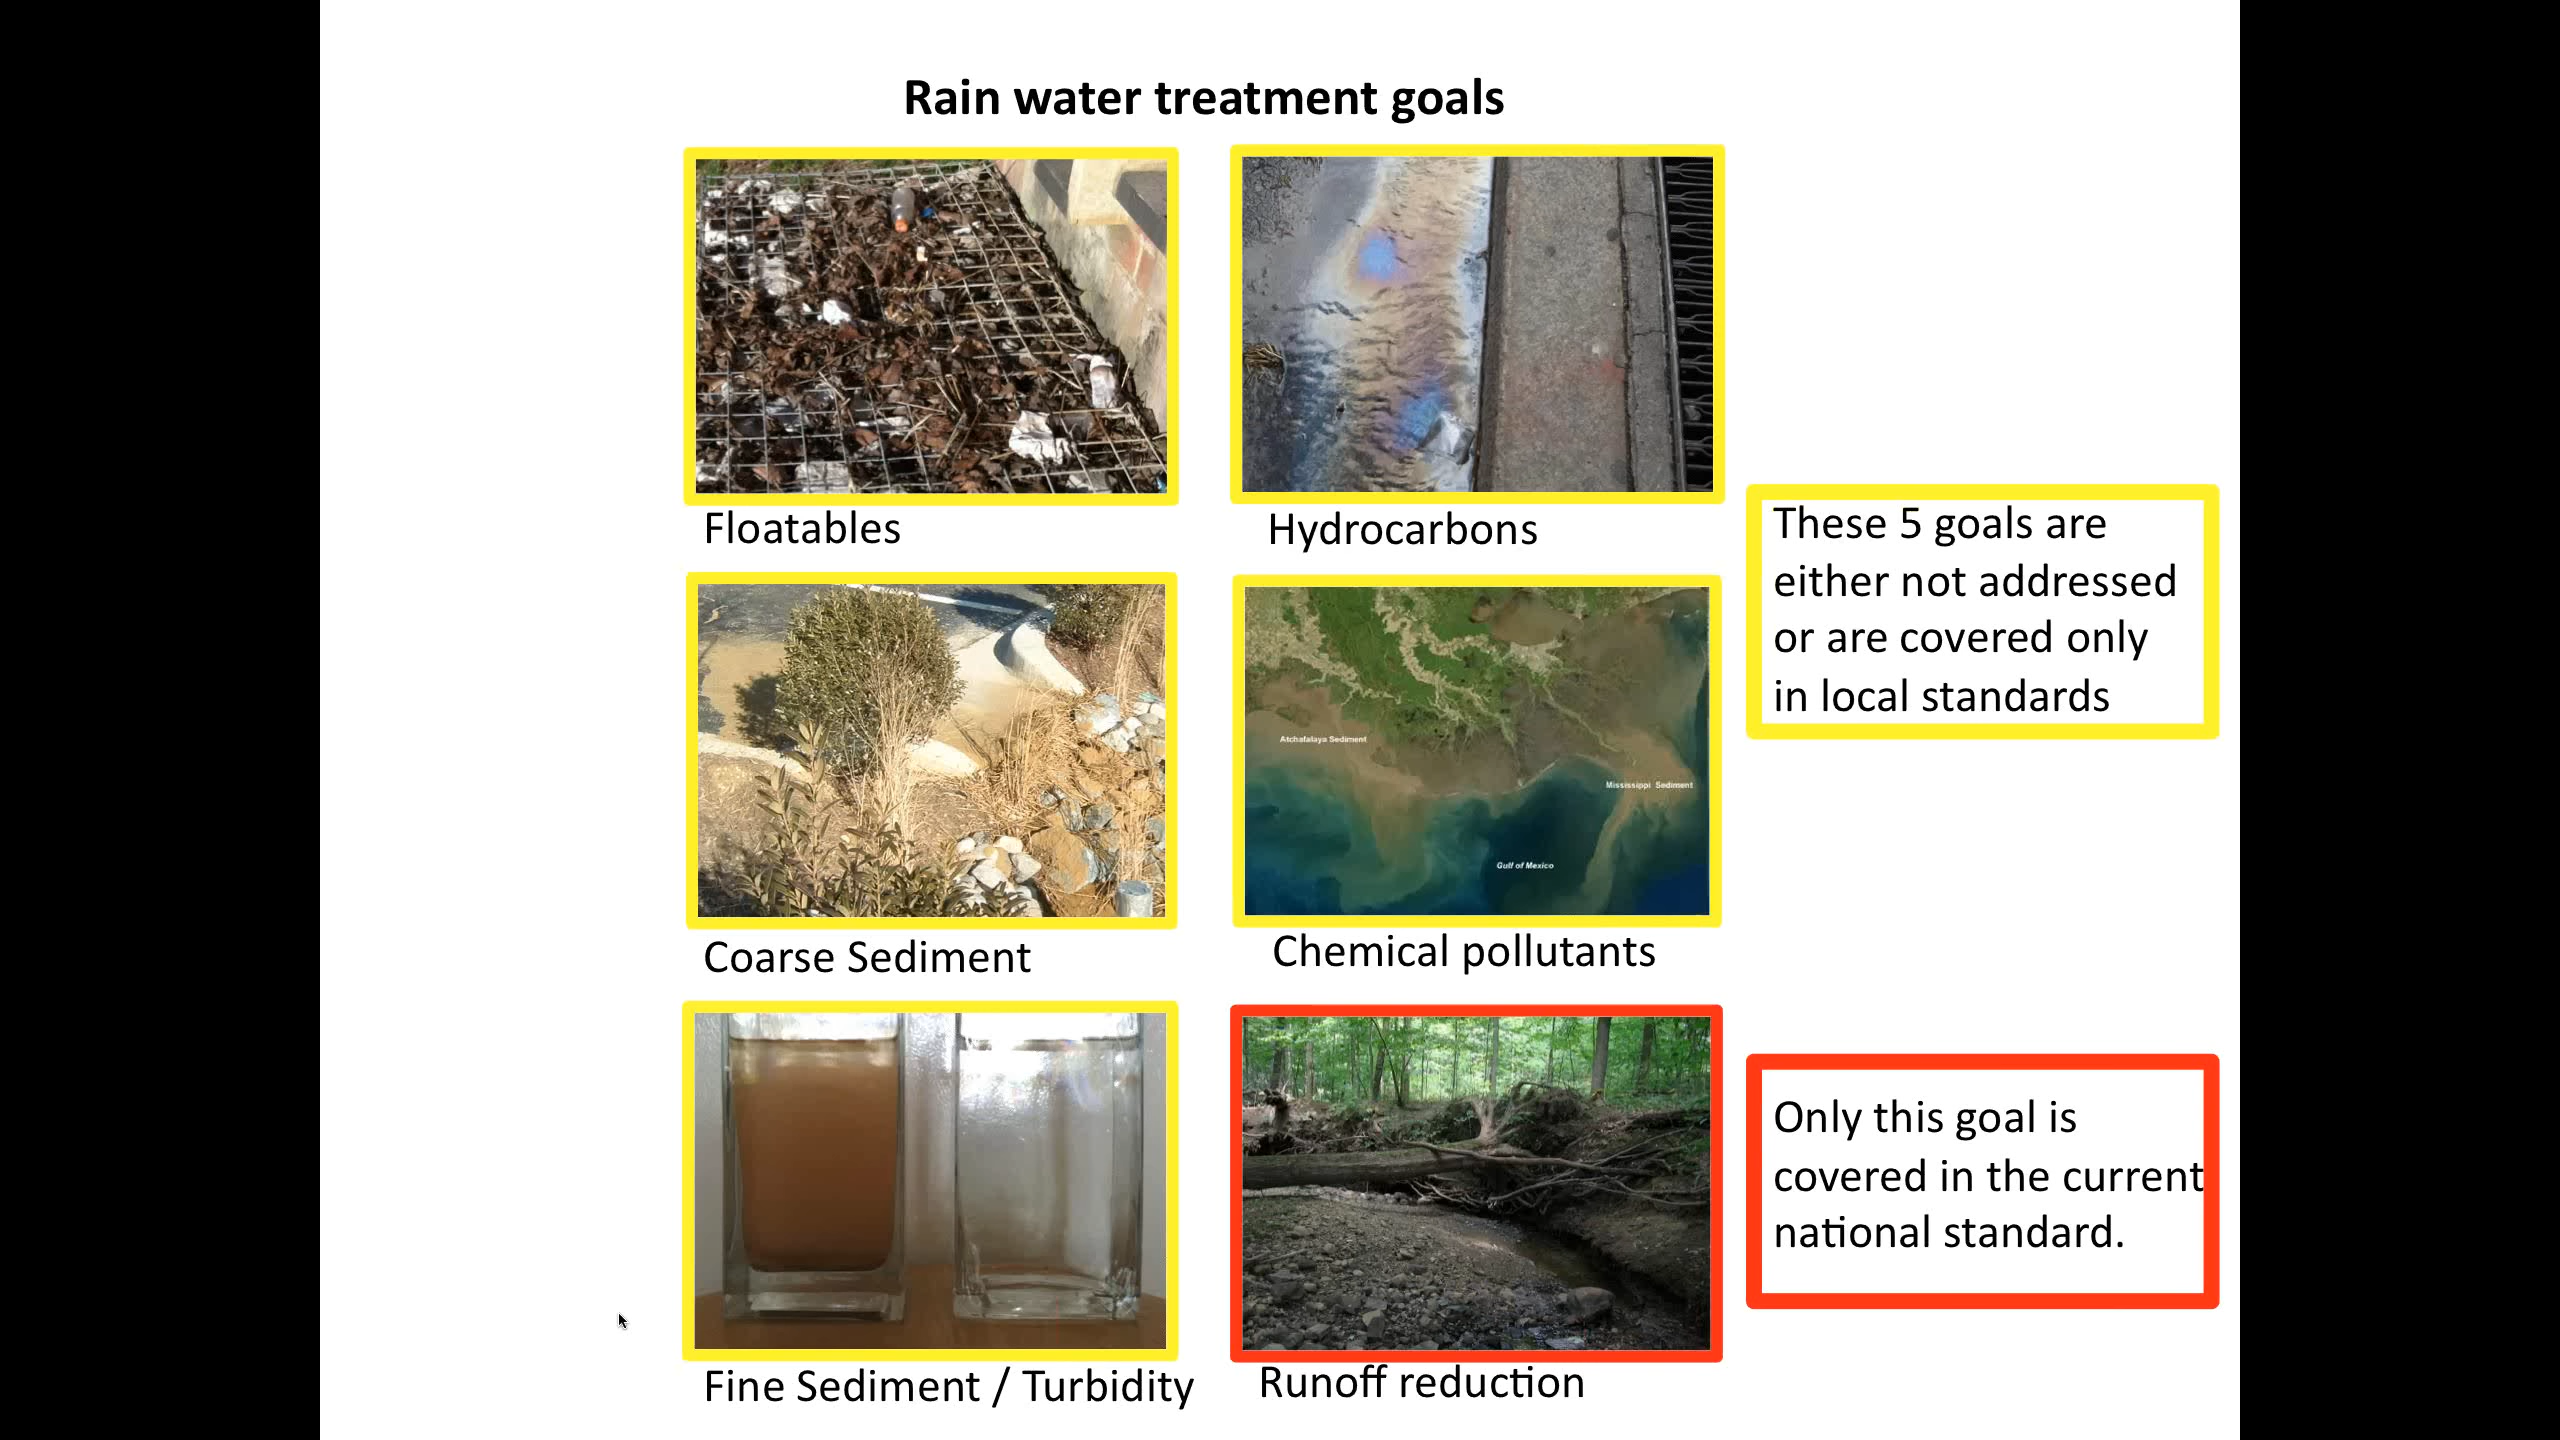 Rain water treatment goals
Floatables
Hydrocarbons
These 5 goals are
either not addressed
or are covered only
in local standards
Atchafalaya Sediment
Mississippi Sediment
Gulf of Mexico
Coarse Sediment
Chemical pollutants
Only this goal is
covered in the current
national standard.
Fine Sediment / Turbidity
Runoff reduction